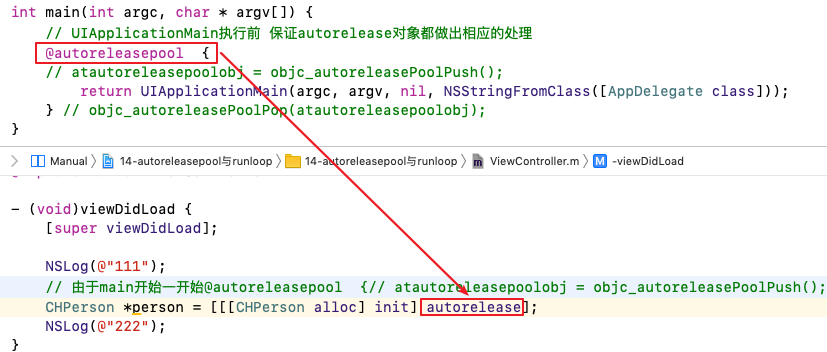 int main(int argc, char * argv[]) {
// UIApplicationMain执行前 保证autorelease对象都做出相应的处理
@autoreleasepool {
// atautoreleasepoolobj = objc_autoreleasePoolPush();
return UIApplicationMain(argc, argv, nil, NSStringFromClass([AppDelegate class]));
} // objc_autoreleasePoolPop(atautoreleasepoolobj);
}
Manual 〉 14-autoreleasepool与runloop 〉 14-autoreleasepool与runloop 〉 m ViewController.m 〉 M -viewDidLoad
- (void)viewDidLoad {
[super viewDidLoad];
NSLog(@"111");
// 由于main开始一开始@autoreleasepool {// atautoreleasepoolobj = objc_autoreleasePoolPush();
CHPerson *person = [[[CHPerson alloc] init] autorelease];
NSLog(@"222");
}